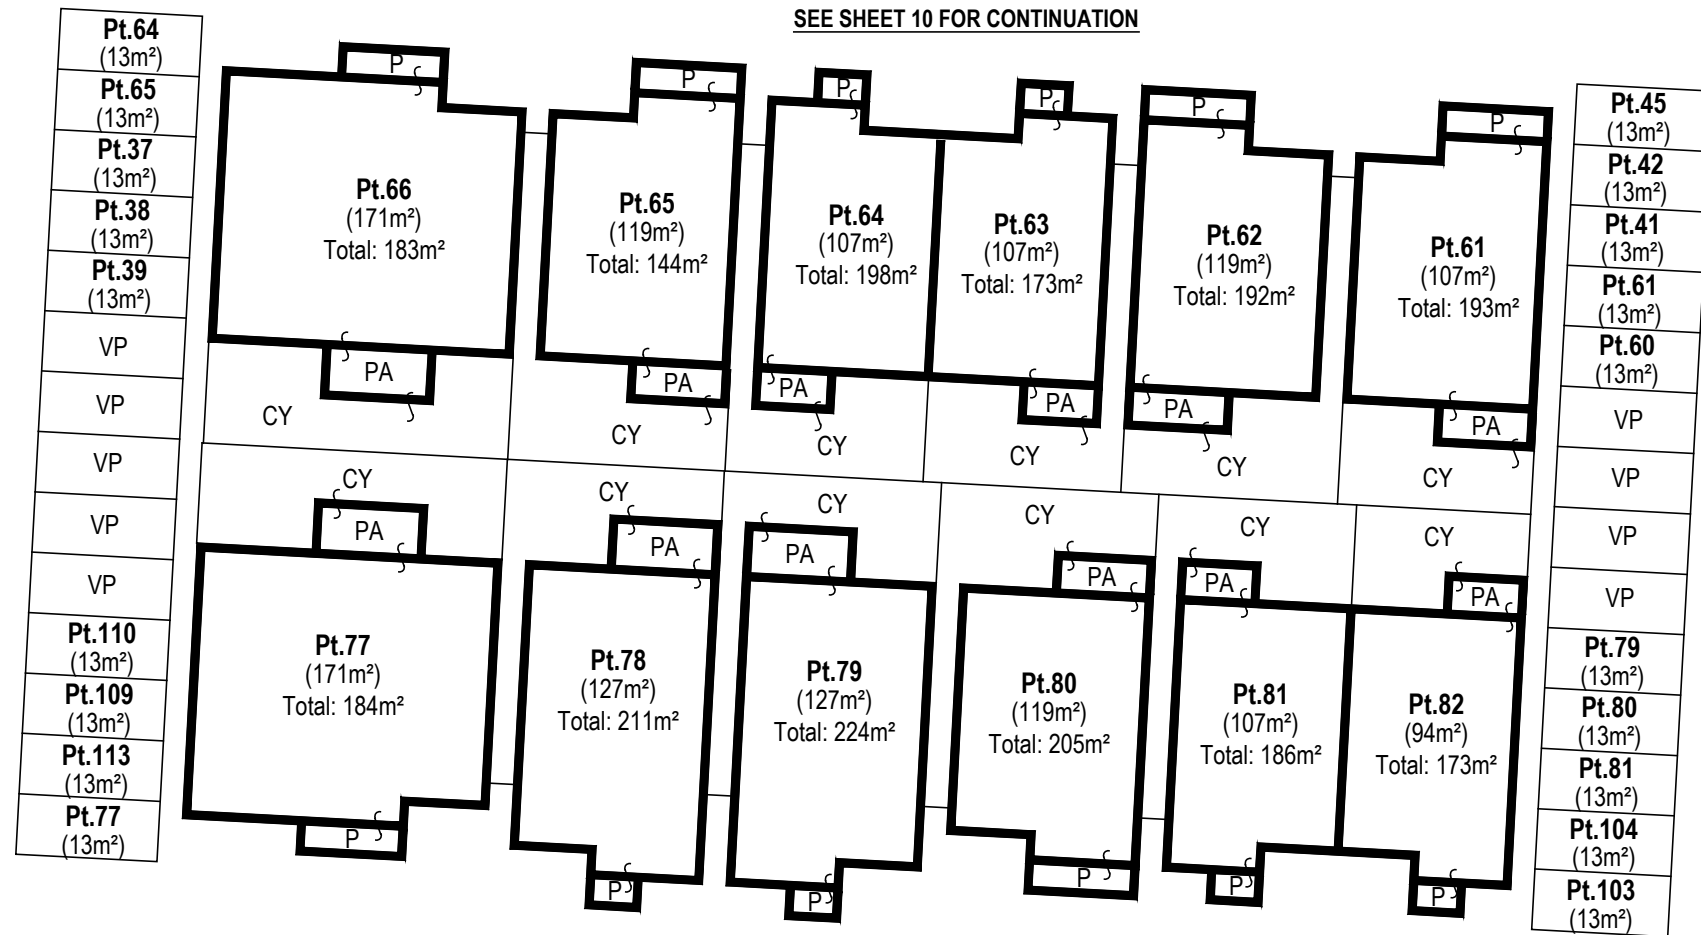 SEE SHEET 10 FOR CONTINUATION
Pt.64
(13m²)
Pt.65
(13m²)
Pt.37
(13m²)
Pt.38
(13m²)
Pt.39
(13m²)
VP
VP
VP
VP
VP
Pt.110
(13m²)
Pt.109
(13m²)
Pt.113
(13m²)
Pt.77
(13m²)
P
Pt.66
(171m²)
Total: 183m²
PA
CY
P
Pt.65
(119m²)
Total: 144m²
PA
CY
P
Pt.64
(107m²)
Total: 198m²
PA
CY
P
Pt.63
(107m²)
Total: 173m²
PA
CY
P
Pt.62
(119m²)
Total: 192m²
PA
CY
P
Pt.61
(107m²)
Total: 193m²
PA
CY
CY
PA
Pt.77
(171m²)
Total: 184m²
P
CY
PA
Pt.78
(127m²)
Total: 211m²
P
CY
PA
Pt.79
(127m²)
Total: 224m²
P
CY
PA
Pt.80
(119m²)
Total: 205m²
P
CY
PA
Pt.81
(107m²)
Total: 186m²
P
CY
PA
Pt.82
(94m²)
Total: 173m²
P
Pt.45
(13m²)
Pt.42
(13m²)
Pt.41
(13m²)
Pt.61
(13m²)
Pt.60
(13m²)
VP
VP
VP
VP
Pt.79
(13m²)
Pt.80
(13m²)
Pt.81
(13m²)
Pt.104
(13m²)
Pt.103
(13m²)